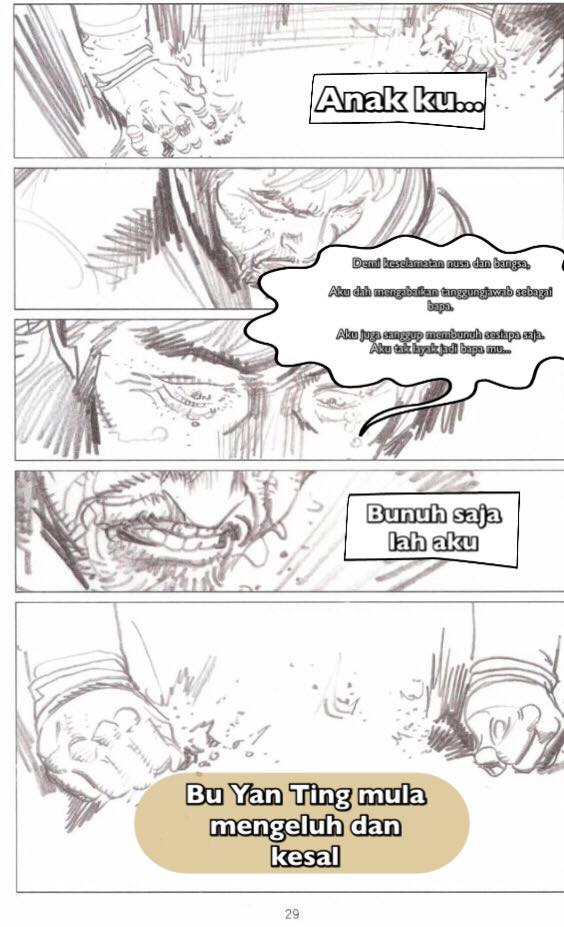 Anak ku...
Demi keselamatan nusa dan bangsa,
Aku dah mengabaikan tanggungjawab sebagai
bapa.
Aku juga sanggup membunuh sesiapa saja.
Aku tak layak jadi bapa mu...
Bunuh saja
lah aku
Bu Yan Ting mula
mengeluh dan
kesal
29